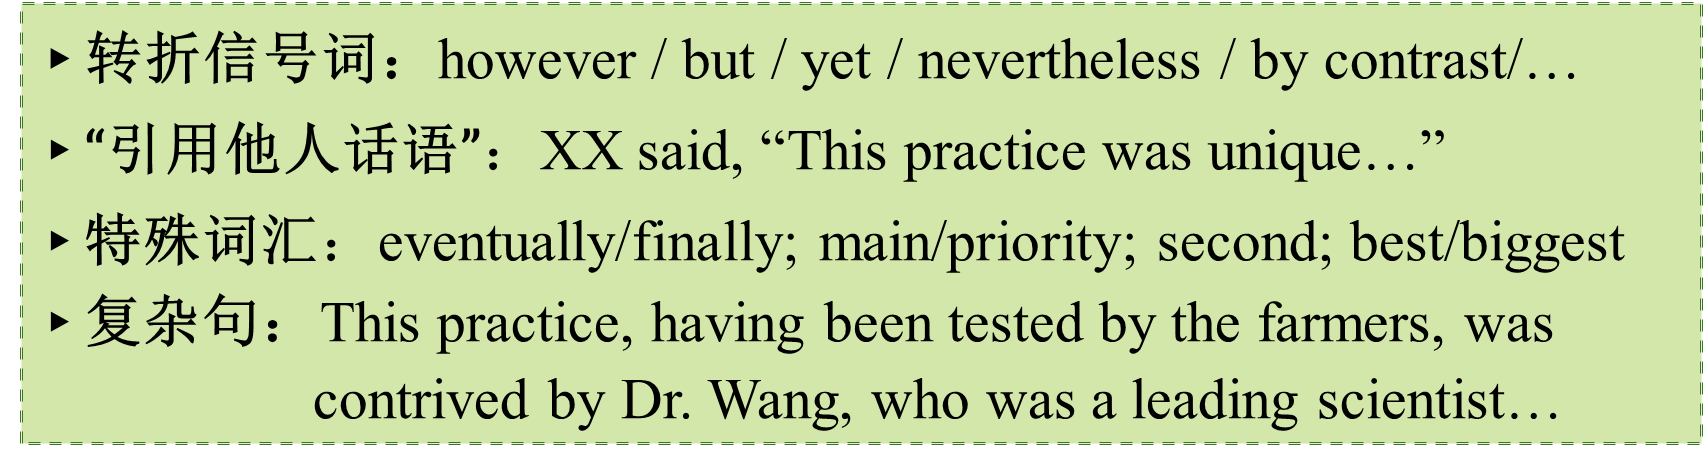 ▸转折信号词：however / but / yet / nevertheless / by contrast/…
▸“引用他人话语”：XX said, “This practice was unique…”
▸特殊词汇：eventually/finally; main/priority; second; best/biggest
▸复杂句：This practice, having been tested by the farmers, was
contrived by Dr. Wang, who was a leading scientist…